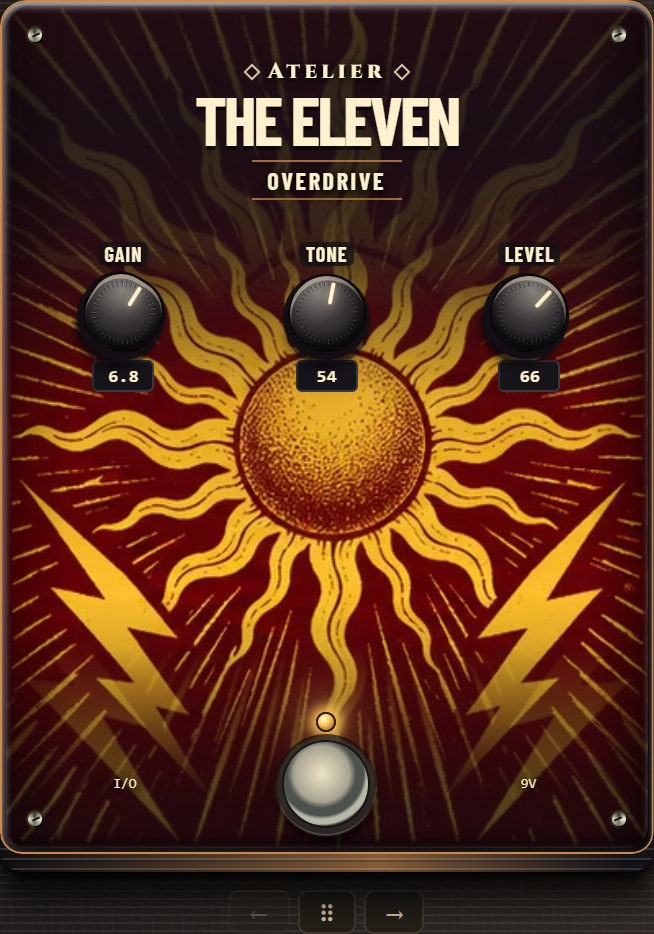 ATELIER
THE ELEVEN
OVERDRIVE
GAIN TONE LEVEL
6.8 54 66
I/O 9V